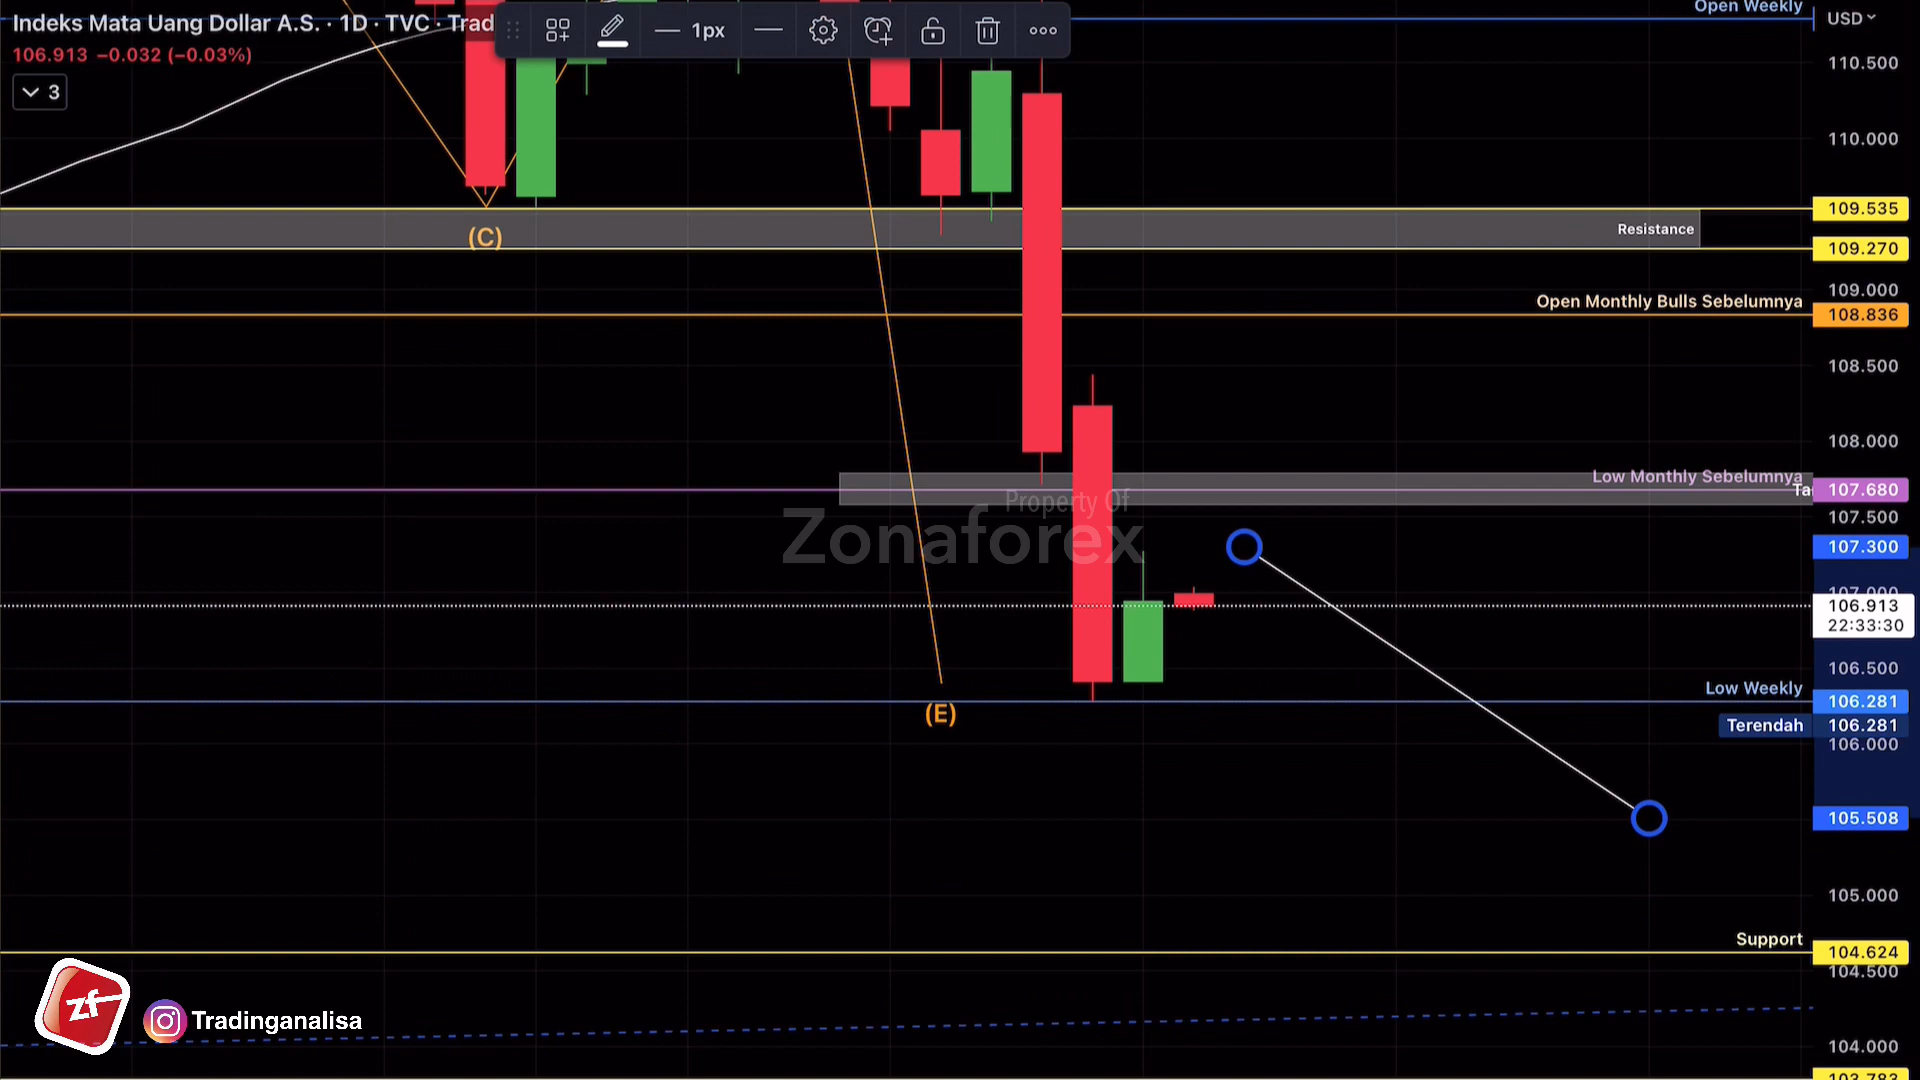 Indeks Mata Uang Dollar A.S. · 1D · TVC · Trad
106.913 −0.032 (−0.03%)
3
1px
Open Weekly
USD
110.500
110.000
109.535
Resistance
(C)
109.270
109.000
Open Monthly Bulls Sebelumnya
108.836
108.500
108.000
Low Monthly Sebelumnya
Ta
107.680
Property Of
Zonaforex
107.500
107.300
107.000
106.913
22:33:30
106.500
Low Weekly
106.281
(E)
Terendah
106.281
106.000
105.508
105.000
Support
104.624
104.500
zf
Tradinganalisa
104.000
103.783